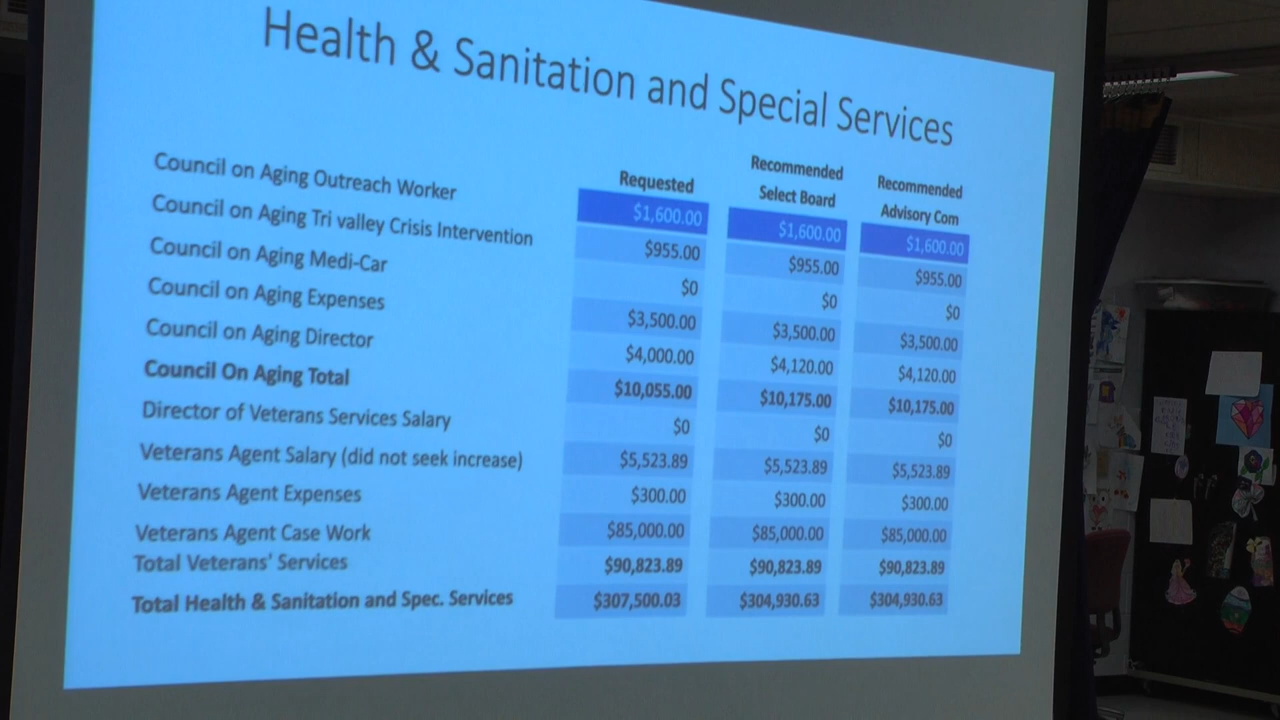 Health & Sanitation and Special Services
Requested
Recommended Select Board
Recommended Advisory Com
Council on Aging Outreach Worker $1,600.00 $1,600.00 $1,600.00
Council on Aging Tri valley Crisis Intervention $955.00 $955.00 $955.00
Council on Aging Medi-Car $0 $0 $0
Council on Aging Expenses $3,500.00 $3,500.00 $3,500.00
Council on Aging Director $4,000.00 $4,120.00 $4,120.00
Council On Aging Total $10,055.00 $10,175.00 $10,175.00
Director of Veterans Services Salary $0 $0 $0
Veterans Agent Salary (did not seek increase) $5,523.89 $5,523.89 $5,523.89
Veterans Agent Expenses $300.00 $300.00 $300.00
Veterans Agent Case Work $85,000.00 $85,000.00 $85,000.00
Total Veterans' Services $90,823.89 $90,823.89 $90,823.89
Total Health & Sanitation and Spec. Services $307,500.03 $304,930.63 $304,930.63